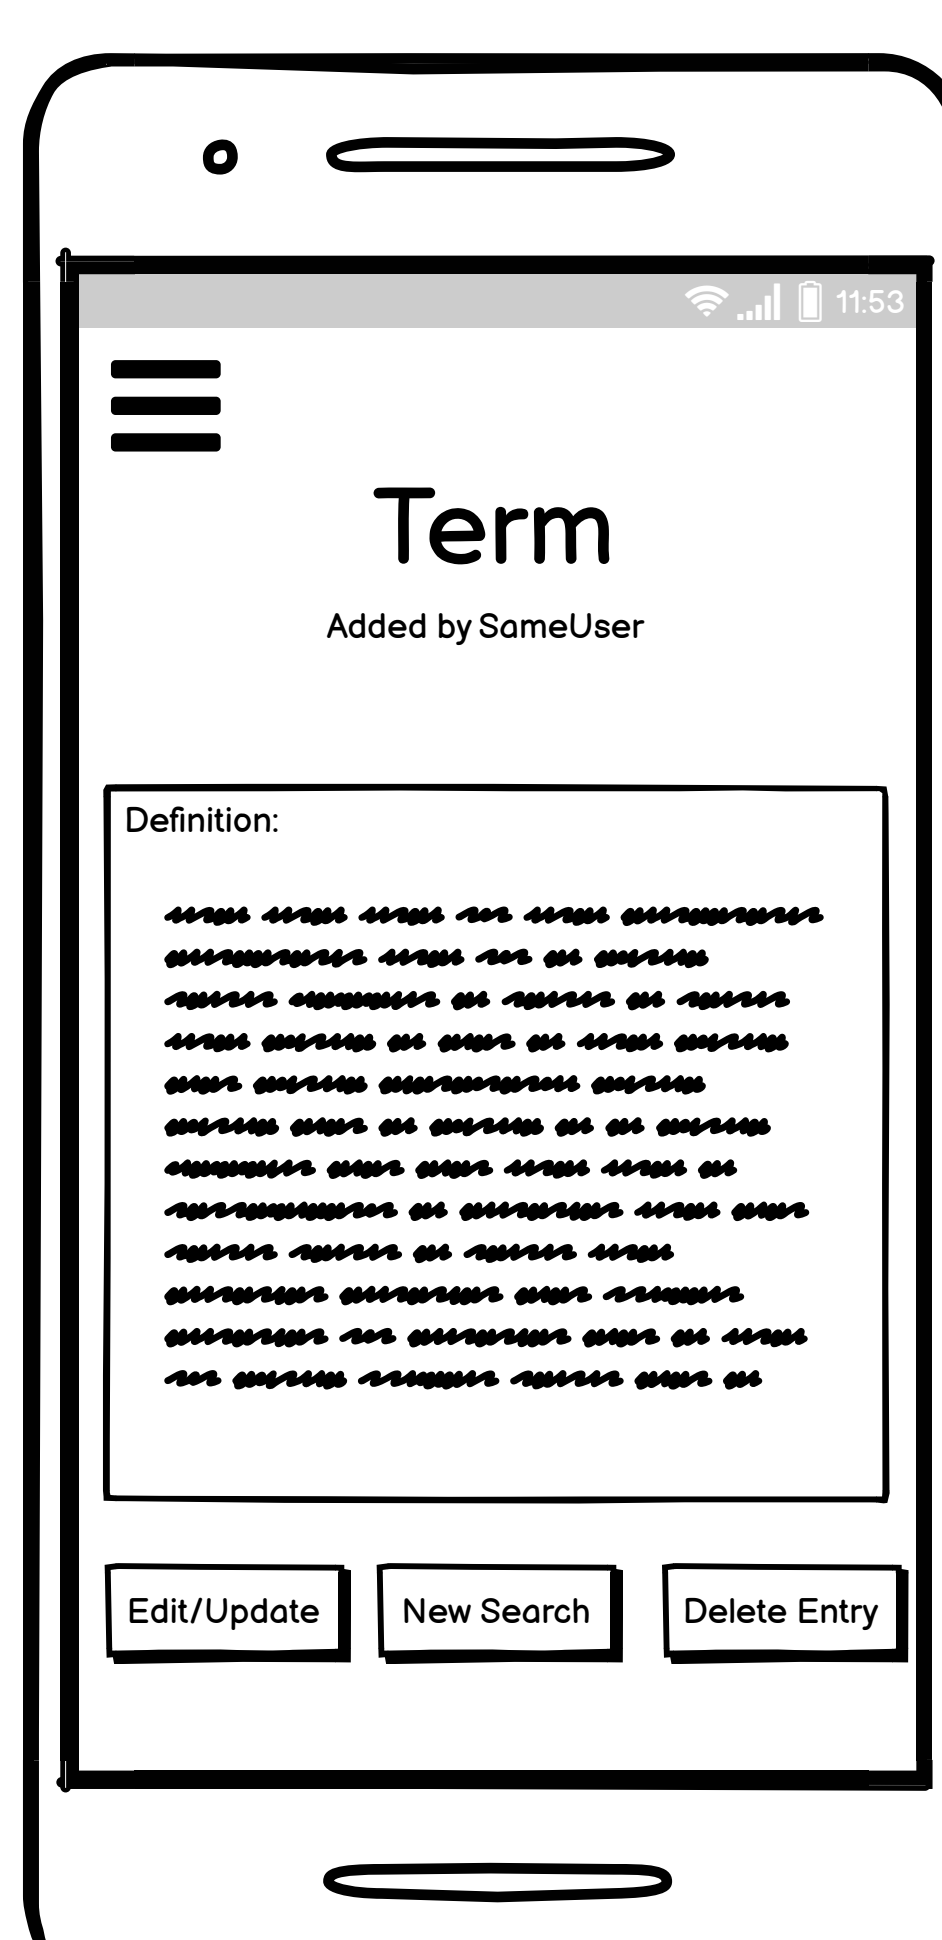 11:53
Term
Added by SameUser
Definition:
Edit/Update New Search Delete Entry